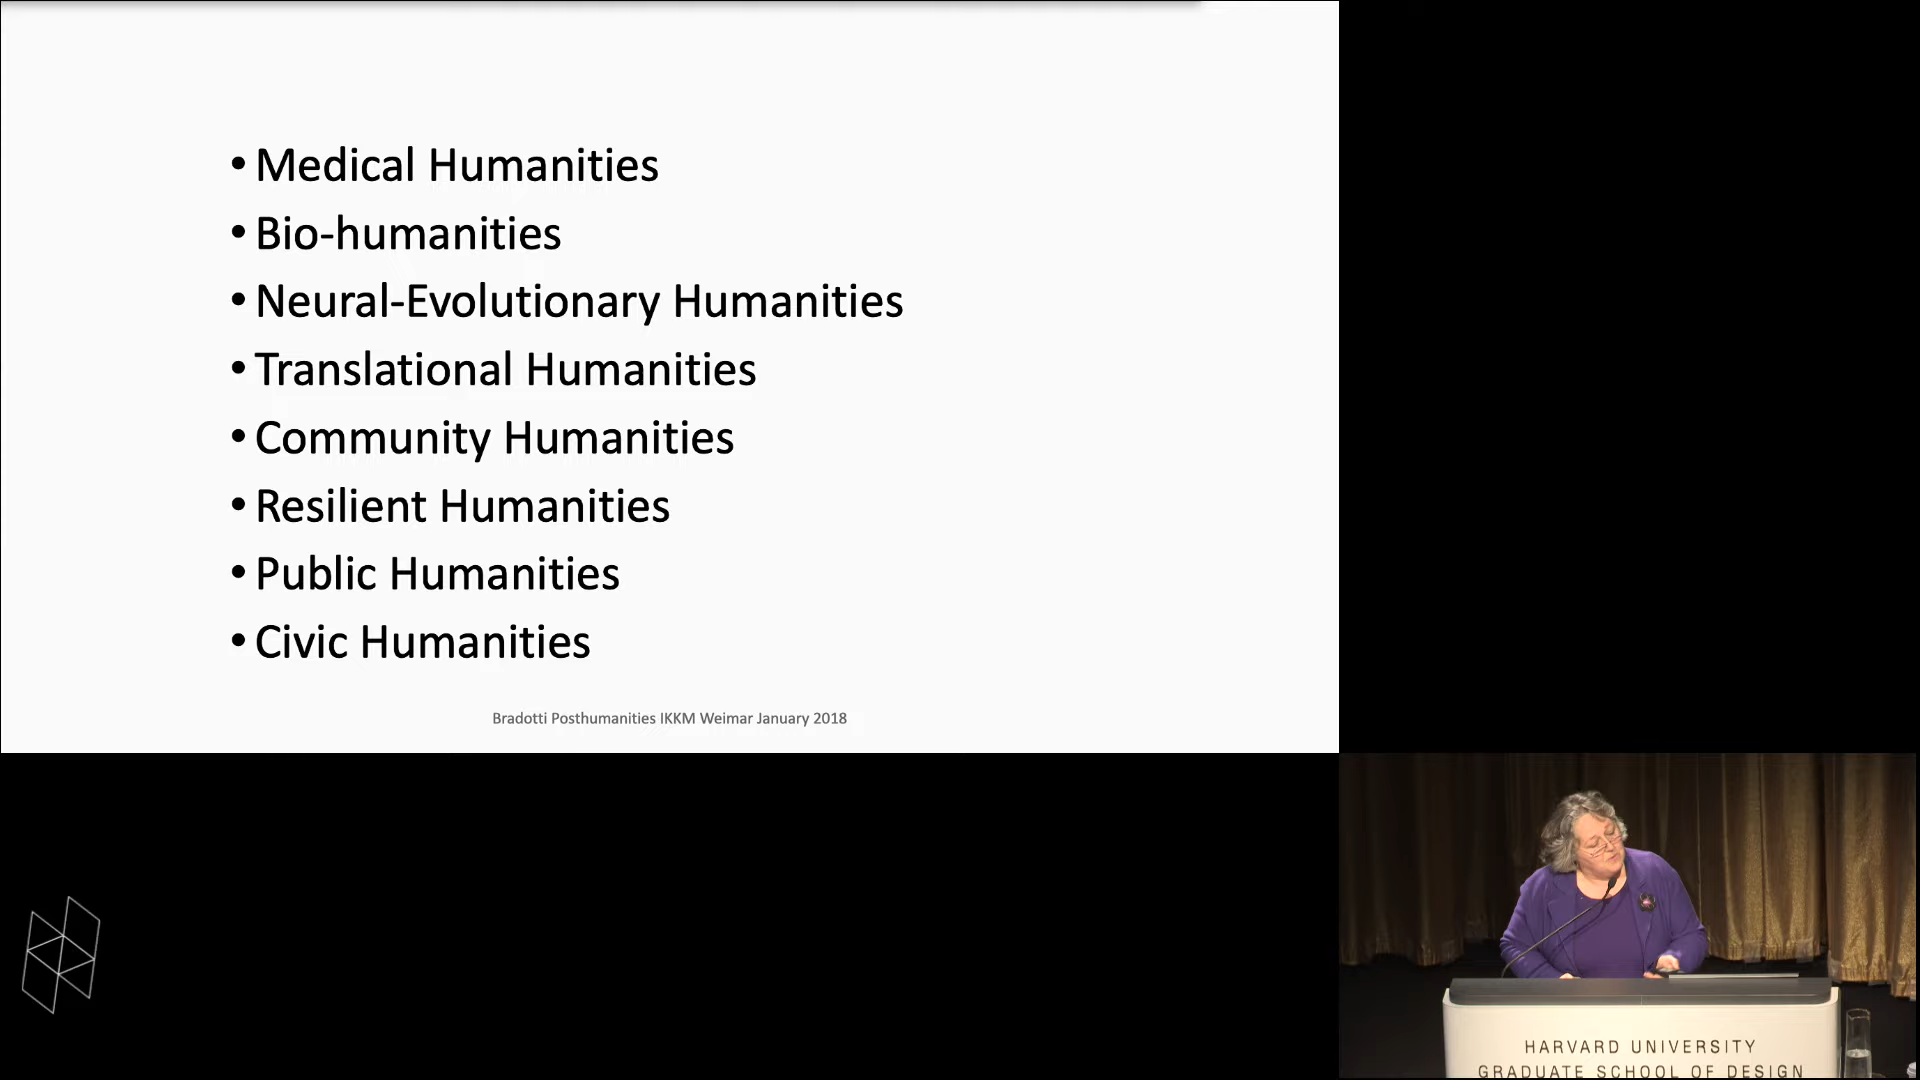 • Medical Humanities
• Bio-humanities
• Neural-Evolutionary Humanities
• Translational Humanities
• Community Humanities
• Resilient Humanities
• Public Humanities
• Civic Humanities
Bradotti Posthumanities IKKM Weimar January 2018
HARVARD UNIVERSITY
GRADUATE SCHOOL OF DESIGN